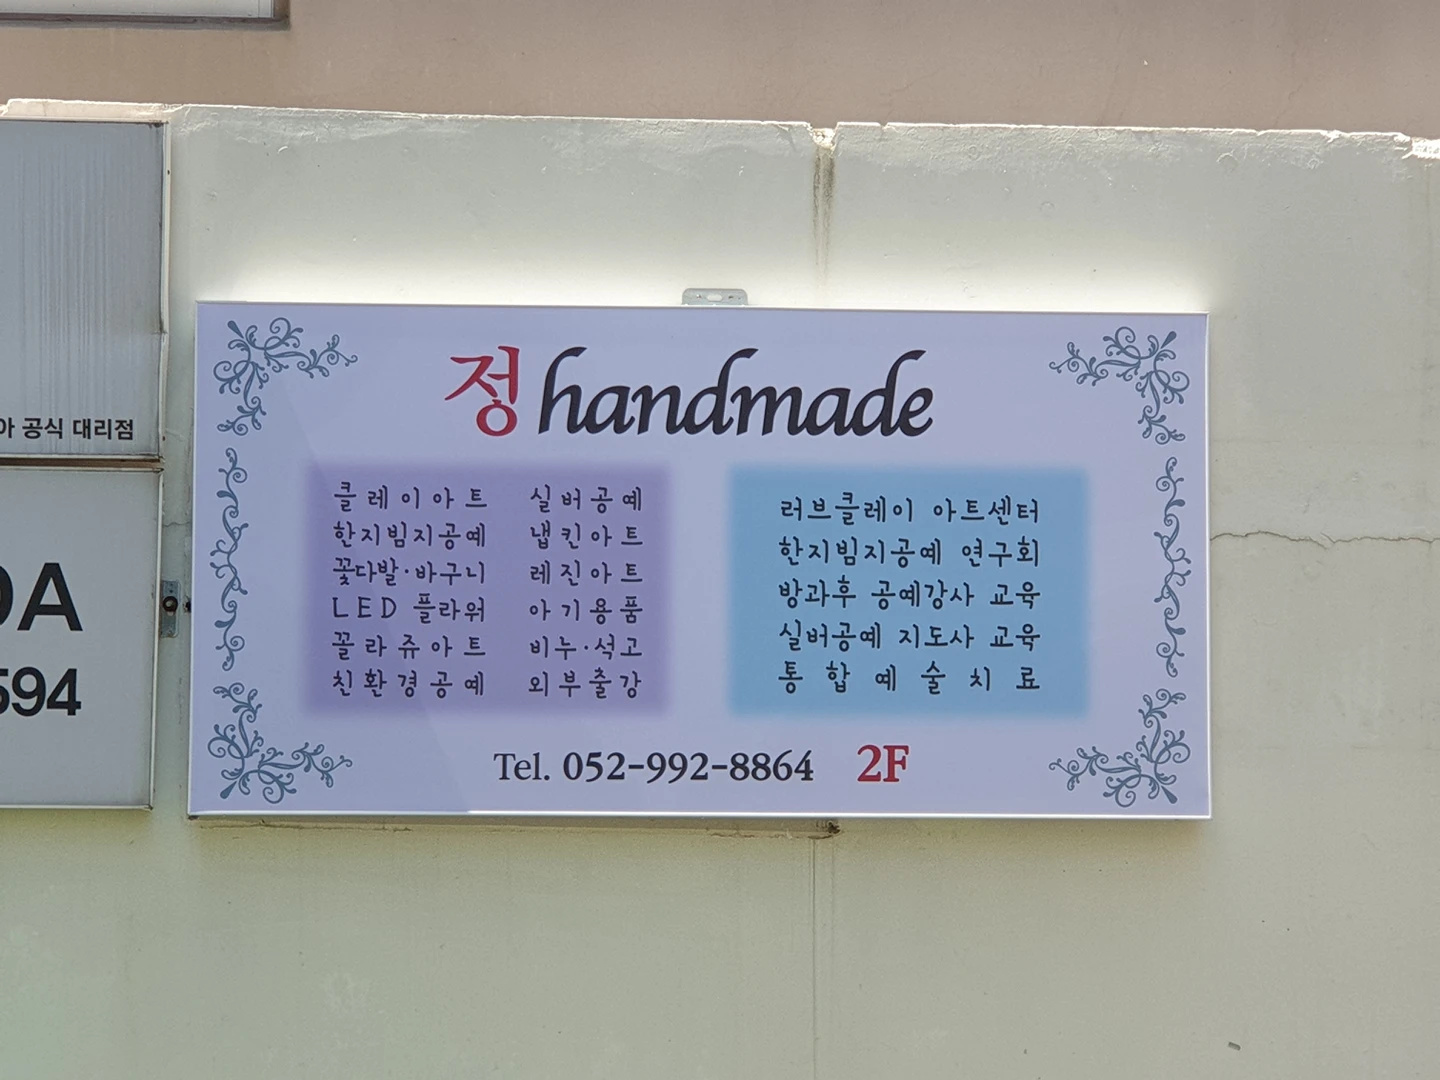 아 공식 대리점
594
정 handmade
클레이아트 실버공예
한지빔지공예 냅킨아트
꽃다발·바구니 레진아트
LED 플라워 아기용품
꼴라쥬아트 비누·석고
친환경공예 외부출강
러브클레이 아트센터
한지빔지공예 연구회
방과후 공예강사 교육
실버공예 지도사 교육
통합예술치료
Tel. 052-992-8864 2F